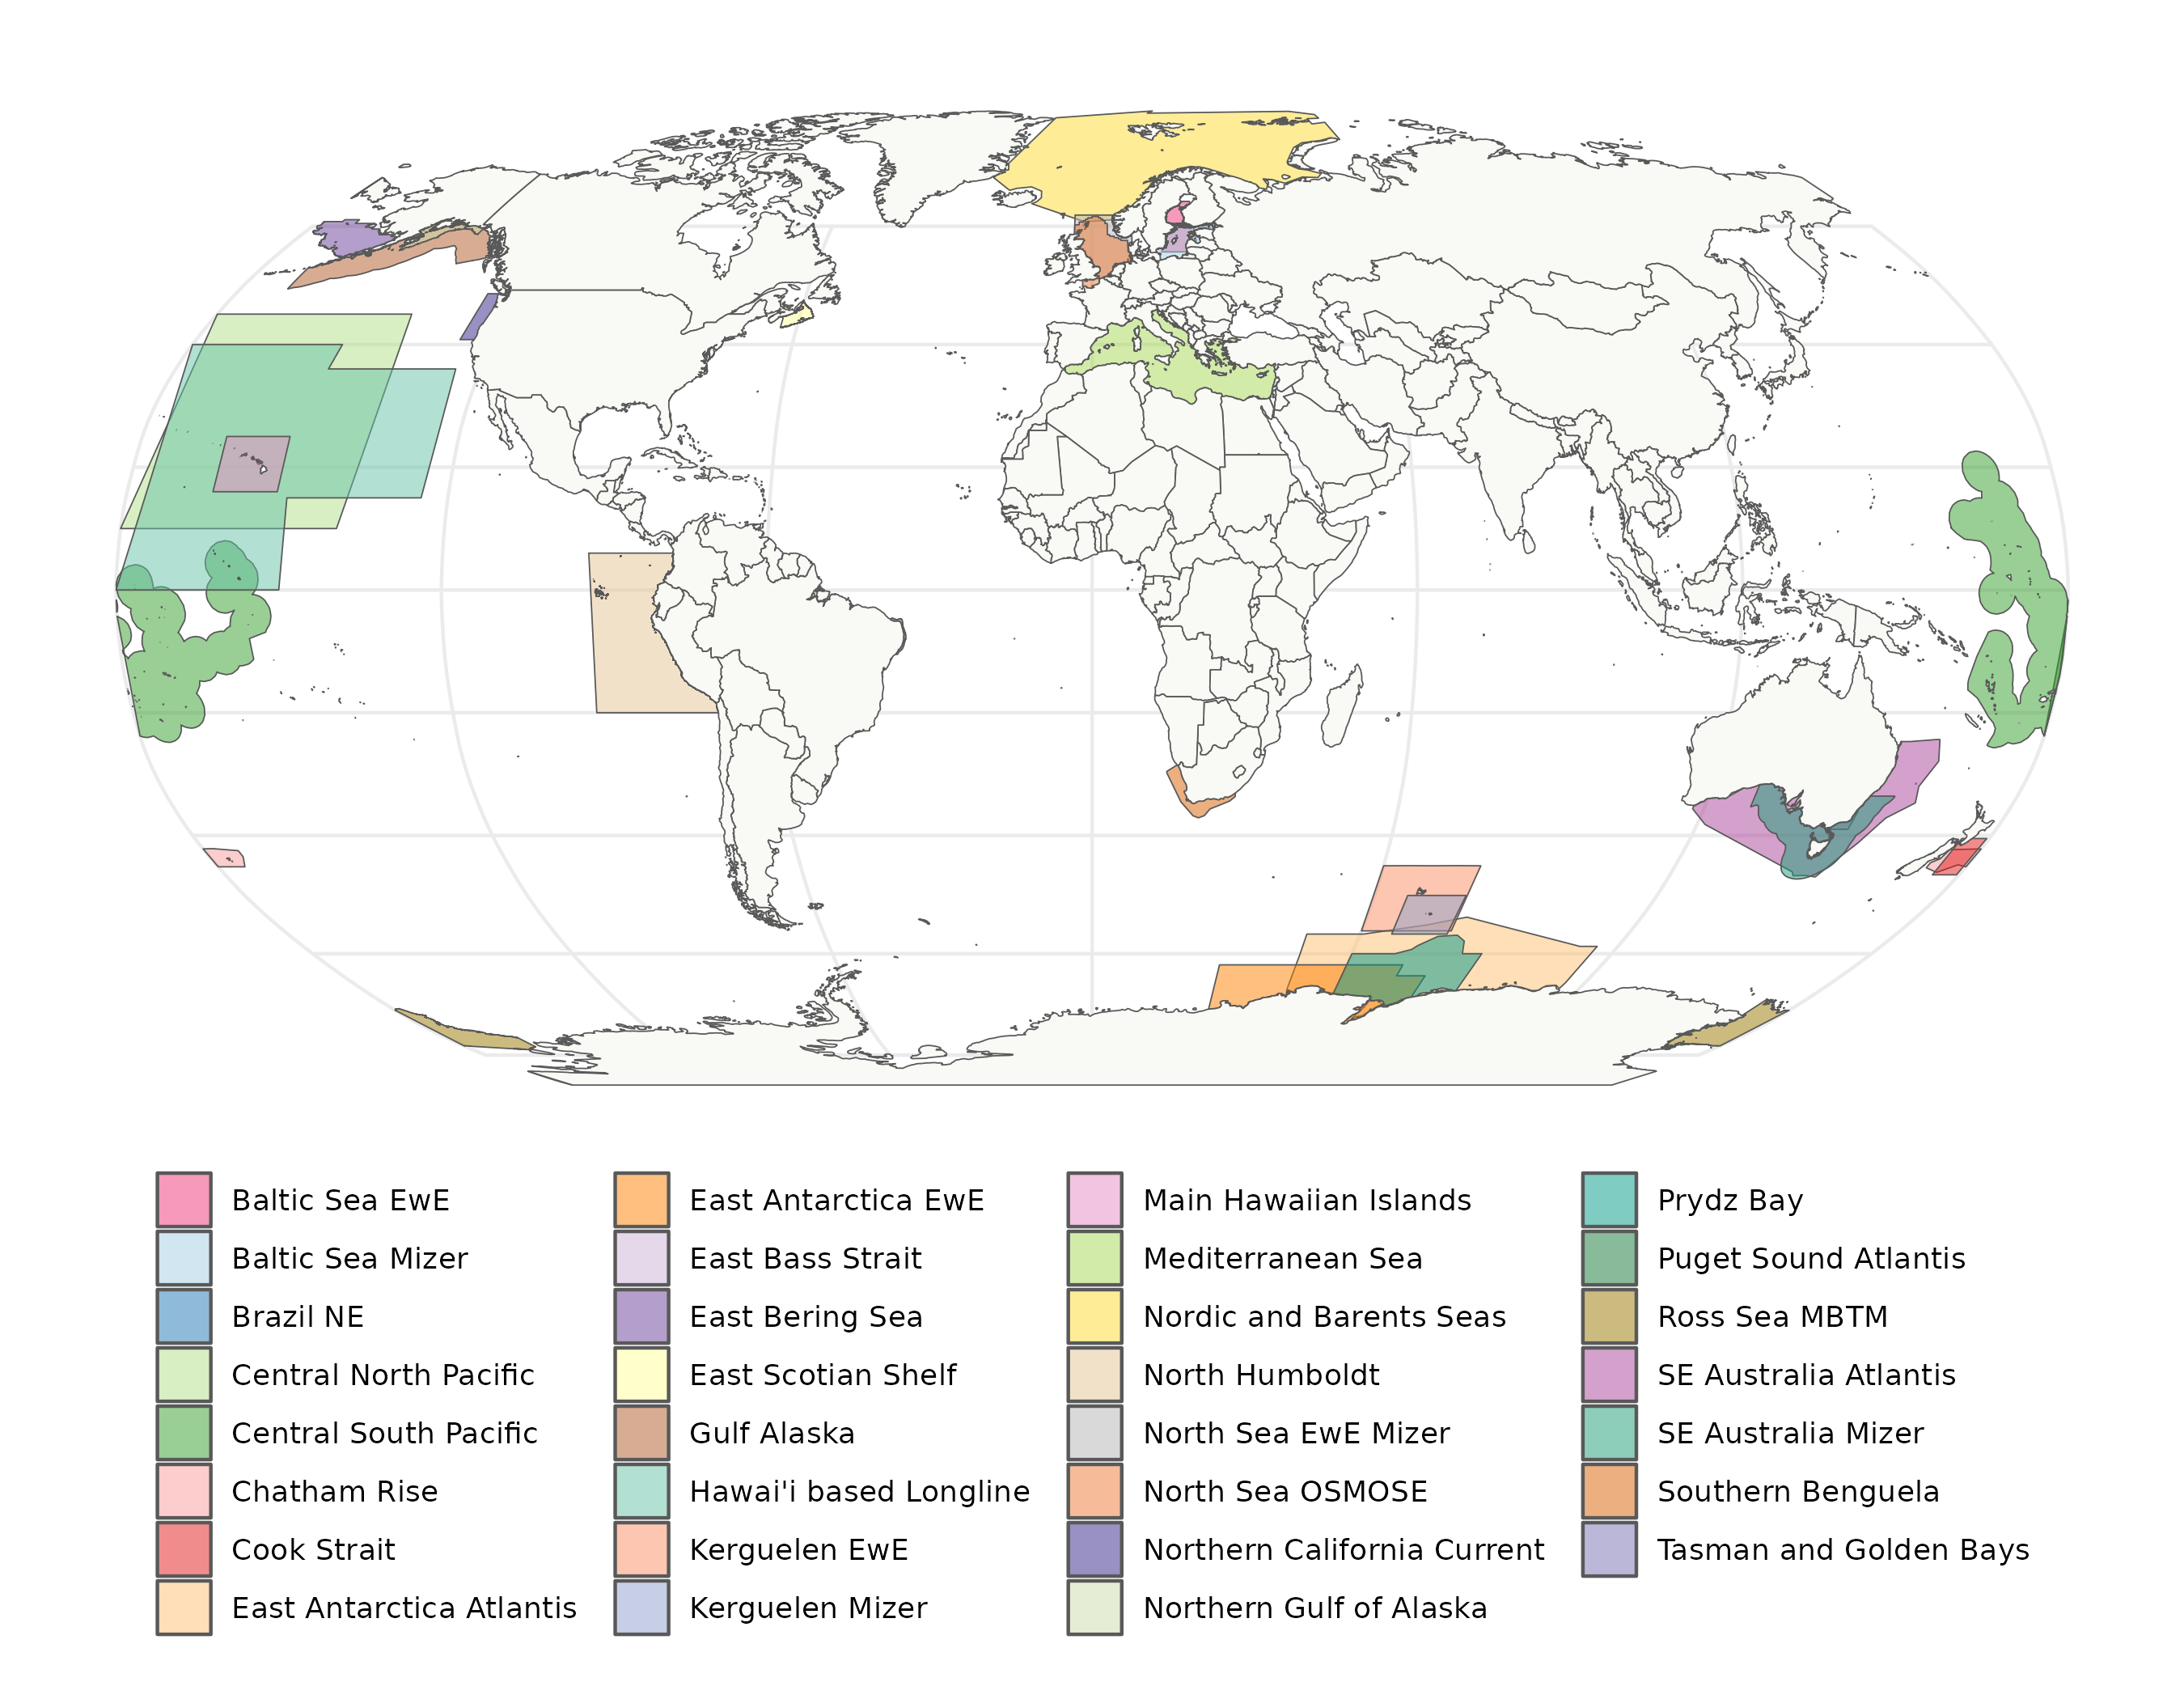 Baltic Sea EwE
Baltic Sea Mizer
Brazil NE
Central North Pacific
Central South Pacific
Chatham Rise
Cook Strait
East Antarctica Atlantis
East Antarctica EwE
East Bass Strait
East Bering Sea
East Scotian Shelf
Gulf Alaska
Hawai'i based Longline
Kerguelen EwE
Kerguelen Mizer
Main Hawaiian Islands
Mediterranean Sea
Nordic and Barents Seas
North Humboldt
North Sea EwE Mizer
North Sea OSMOSE
Northern California Current
Northern Gulf of Alaska
Prydz Bay
Puget Sound Atlantis
Ross Sea MBTM
SE Australia Atlantis
SE Australia Mizer
Southern Benguela
Tasman and Golden Bays